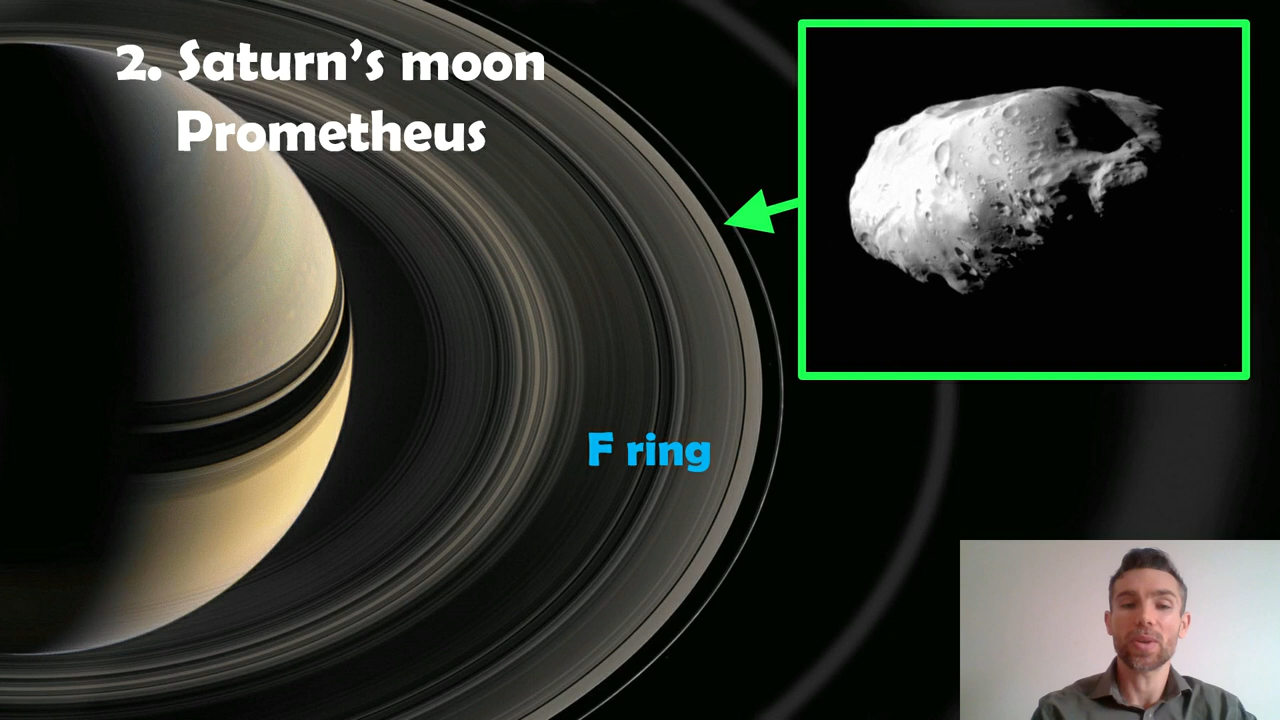 2. Saturn’s moon
Prometheus
F ring